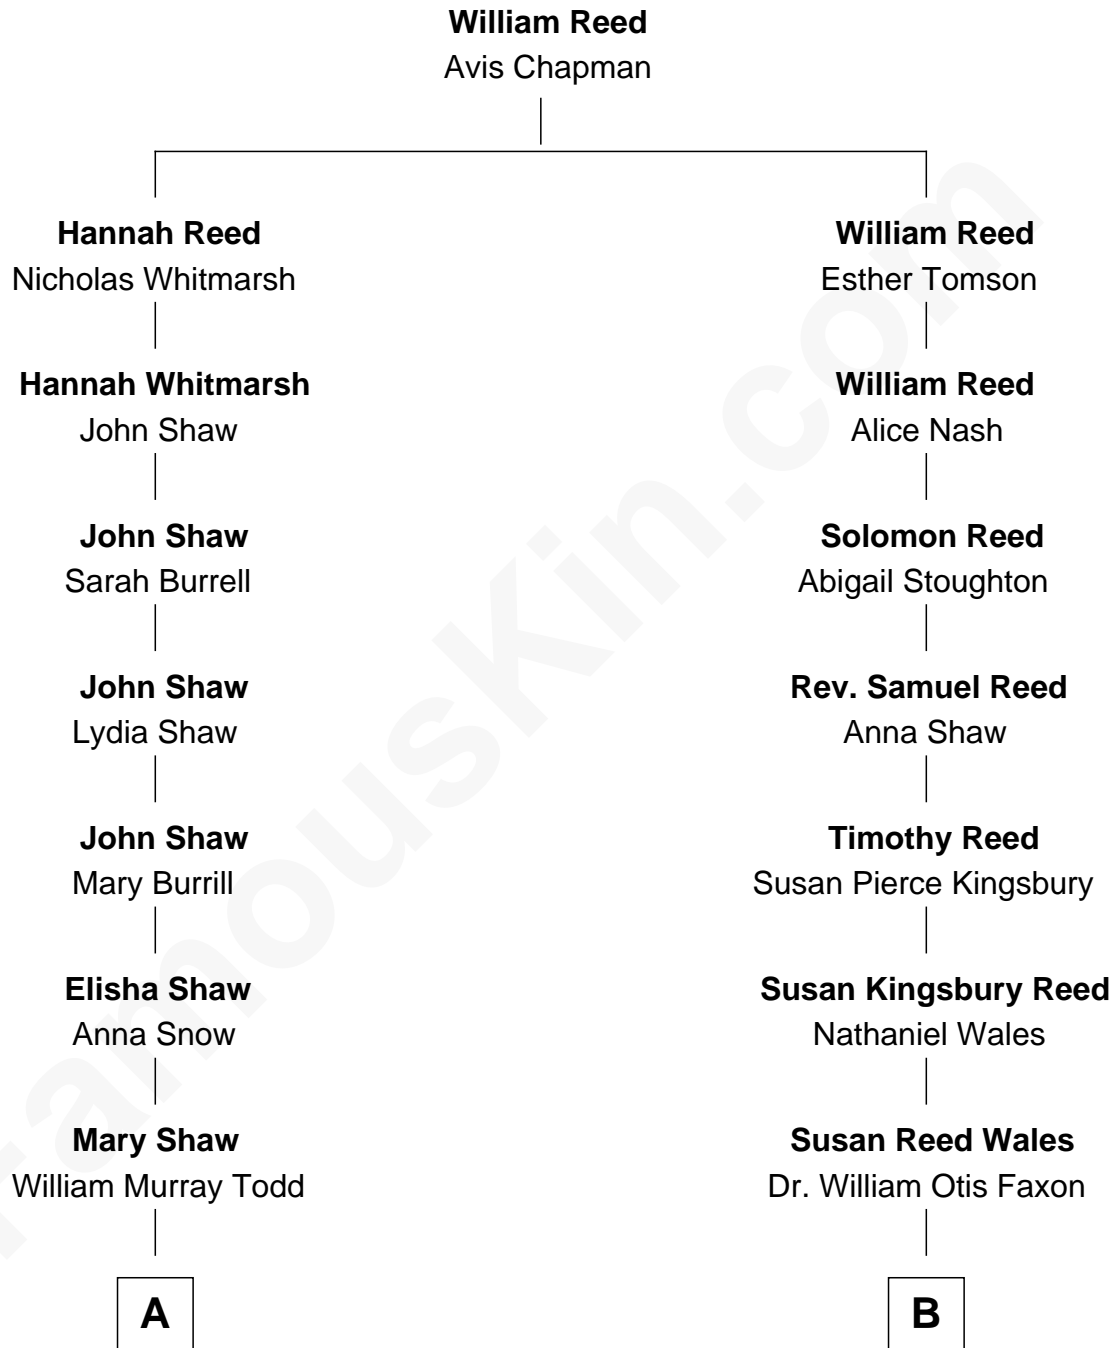 William Reed
Avis Chapman
Hannah Reed
Nicholas Whitmarsh
William Reed
Esther Tomson
Hannah Whitmarsh
John Shaw
William Reed
Alice Nash
John Shaw
Sarah Burrell
Solomon Reed
Abigail Stoughton
John Shaw
Lydia Shaw
Rev. Samuel Reed
Anna Shaw
John Shaw
Mary Burrill
Timothy Reed
Susan Pierce Kingsbury
Elisha Shaw
Anna Snow
Susan Kingsbury Reed
Nathaniel Wales
Mary Shaw
William Murray Todd
Susan Reed Wales
Dr. William Otis Faxon
A
B
FamousKin.com